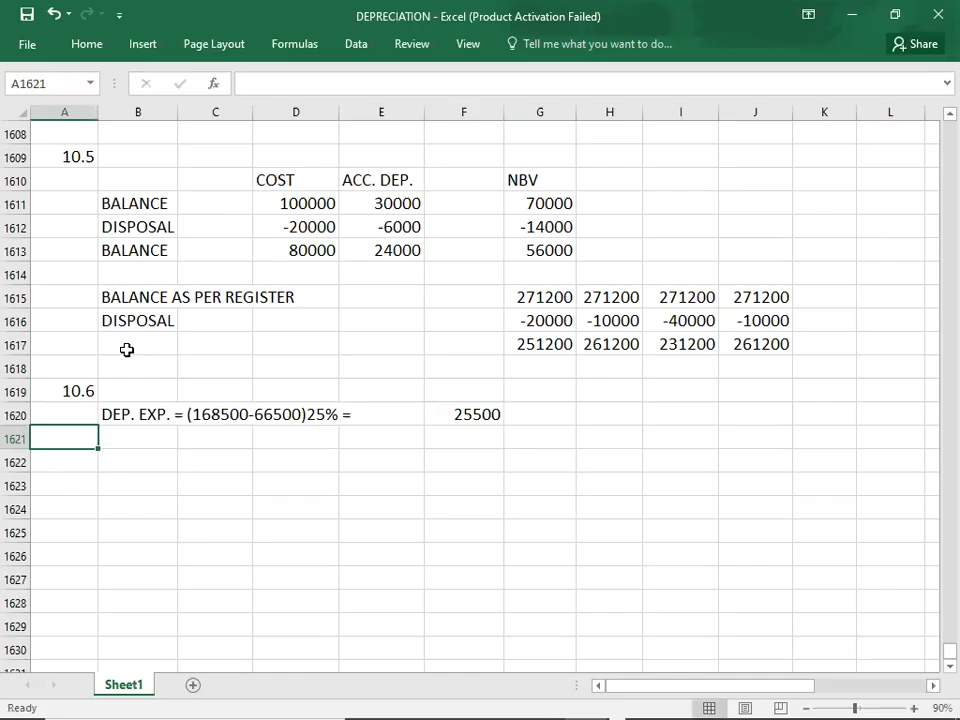 DEPRECIATION - Excel (Product Activation Failed)
File Home Insert Page Layout Formulas Data Review View Tell me what you want to do... Share
A1621 fx
A B C D E F G H I J K L
1608
1609 10.5
1610 COST ACC. DEP. NBV
1611 BALANCE 100000 30000 70000
1612 DISPOSAL -20000 -6000 -14000
1613 BALANCE 80000 24000 56000
1614
1615 BALANCE AS PER REGISTER 271200 271200 271200 271200
1616 DISPOSAL -20000 -10000 -40000 -10000
1617 251200 261200 231200 261200
1618
1619 10.6
1620 DEP. EXP. = (168500-66500)25% = 25500
1621
1622
1623
1624
1625
1626
1627
1628
1629
1630
Sheet1
Ready 90%